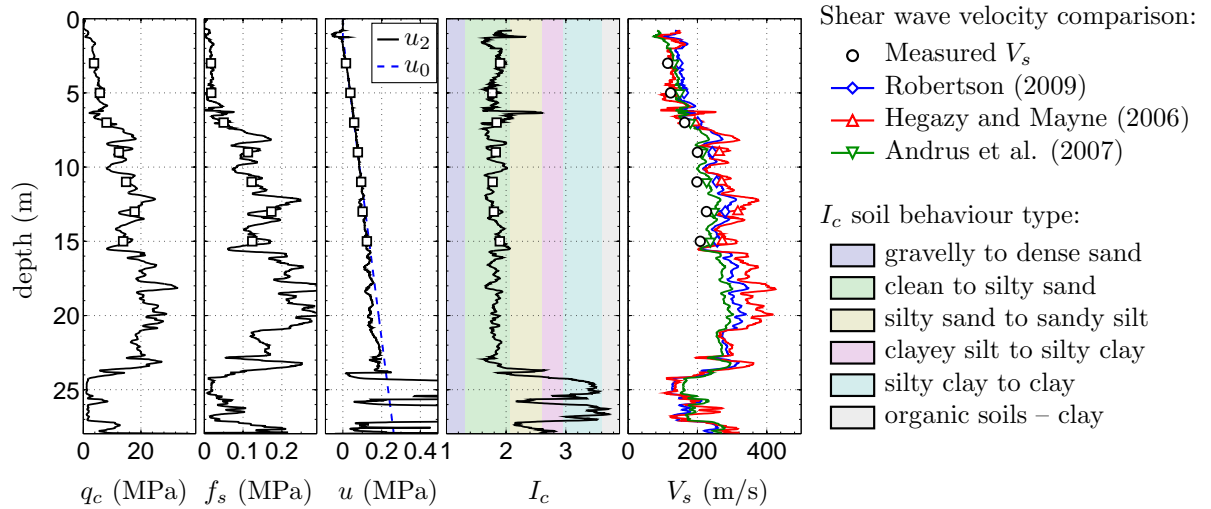 0
5
10
15
20
25
depth (m)
0 20
q_c (MPa)
0 0.1 0.2
f_s (MPa)
u_2
u_0
0 0.2 0.4
u (MPa)
1 2 3
I_c
0 200 400
V_s (m/s)
Shear wave velocity comparison:
Measured V_s
Robertson (2009)
Hegazy and Mayne (2006)
Andrus et al. (2007)
I_c soil behaviour type:
gravelly to dense sand
clean to silty sand
silty sand to sandy silt
clayey silt to silty clay
silty clay to clay
organic soils – clay